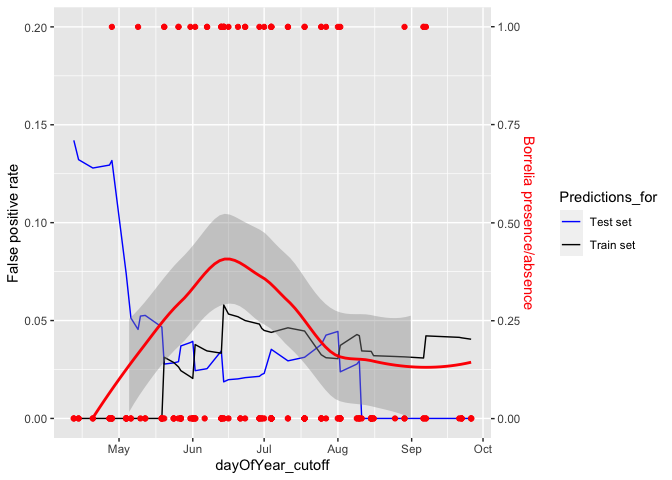 0.20
0.15
0.10
0.05
0.00
False positive rate
1.00
0.75
0.50
0.25
0.00
Borrelia presence/absence
May
Jun
Jul
Aug
Sep
Oct
dayOfYear_cutoff
Predictions_for
Test set
Train set